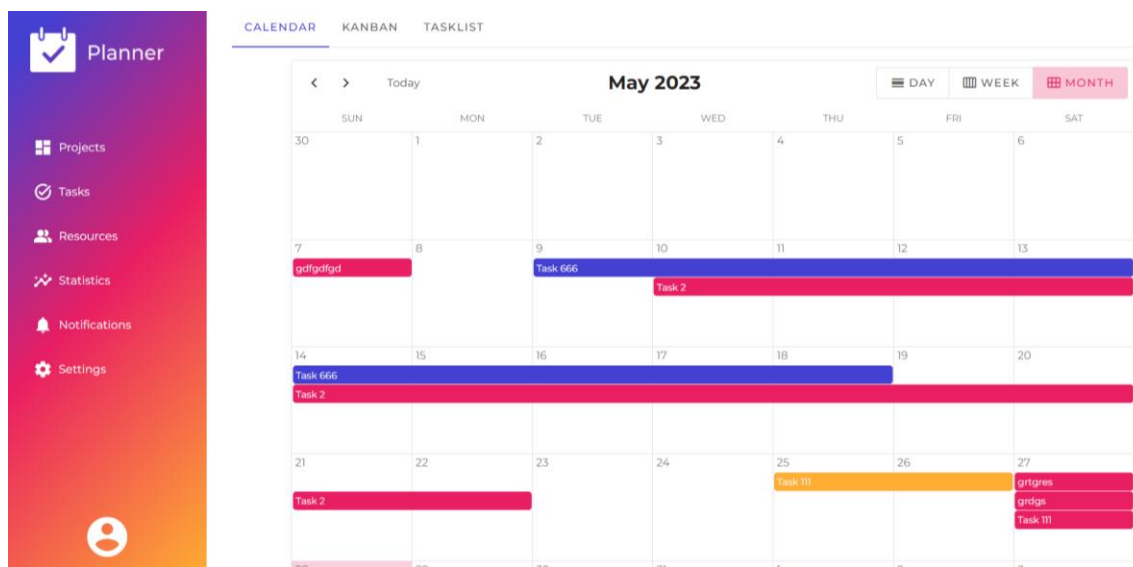 Planner
Projects
Tasks
Resources
Statistics
Notifications
Settings
CALENDAR KANBAN TASKLIST
Today May 2023 DAY WEEK MONTH
SUN MON TUE WED THU FRI SAT
30 1 2 3 4 5 6
7 8 9 10 11 12 13
gdfgdfgd Task 666
Task 2
14 15 16 17 18 19 20
Task 666
Task 2
21 22 23 24 25 26 27
Task 111 grtgres
Task 2 grdgs
Task 111